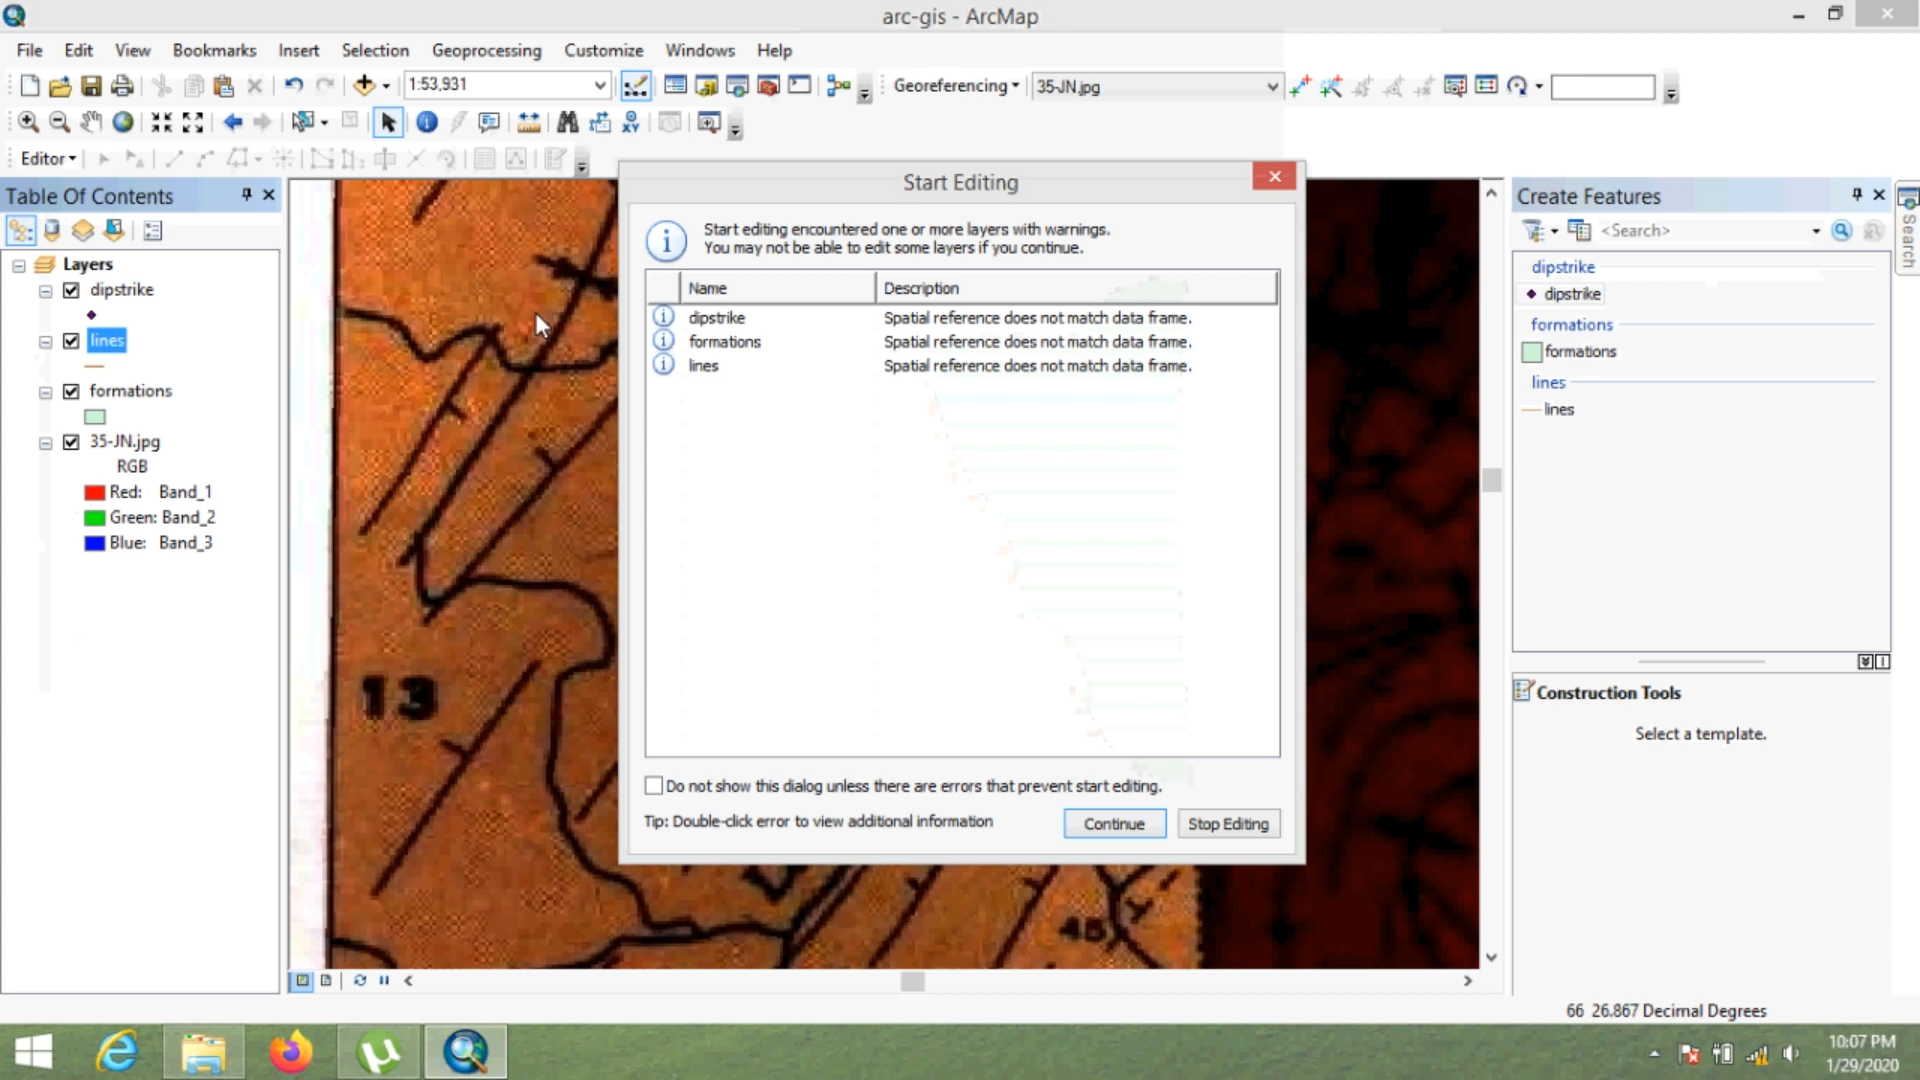 arc-gis - ArcMap
File Edit View Bookmarks Insert Selection Geoprocessing Customize Windows Help
1:53,931
Georeferencing
35-JN.jpg
XY
Editor
Table Of Contents
Layers
dipstrike
lines
formations
35-JN.jpg
RGB
Red: Band_1
Green: Band_2
Blue: Band_3
13
45
Start Editing
Start editing encountered one or more layers with warnings.
You may not be able to edit some layers if you continue.
Name Description
dipstrike Spatial reference does not match data frame.
formations Spatial reference does not match data frame.
lines Spatial reference does not match data frame.
Do not show this dialog unless there are errors that prevent start editing.
Tip: Double-click error to view additional information
Continue Stop Editing
Create Features
<Search>
dipstrike
dipstrike
formations
formations
lines
lines
Construction Tools
Select a template.
Search
66 26.867 Decimal Degrees
10:07 PM
1/29/2020